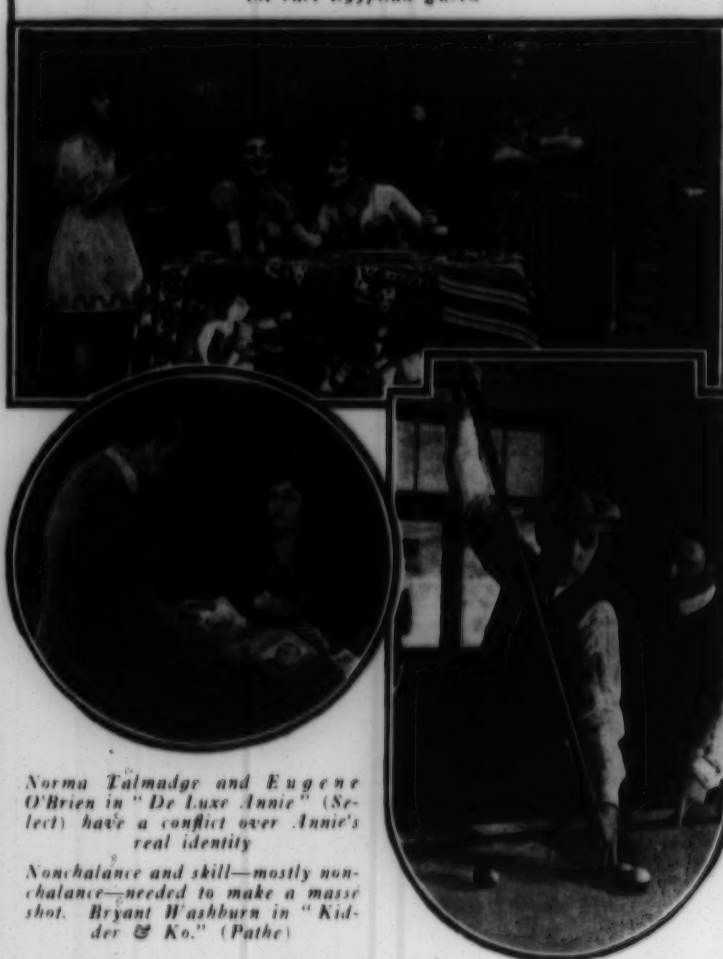 Norma Talmadge and Eugene
O'Brien in "De Luxe Annie" (Se-
lect) have a conflict over Annie's
real identity
Nonchalance and skill—mostly non-
chalance—needed to make a massé
shot. Bryant Washburn in "Kid-
der & Ko." (Pathe)